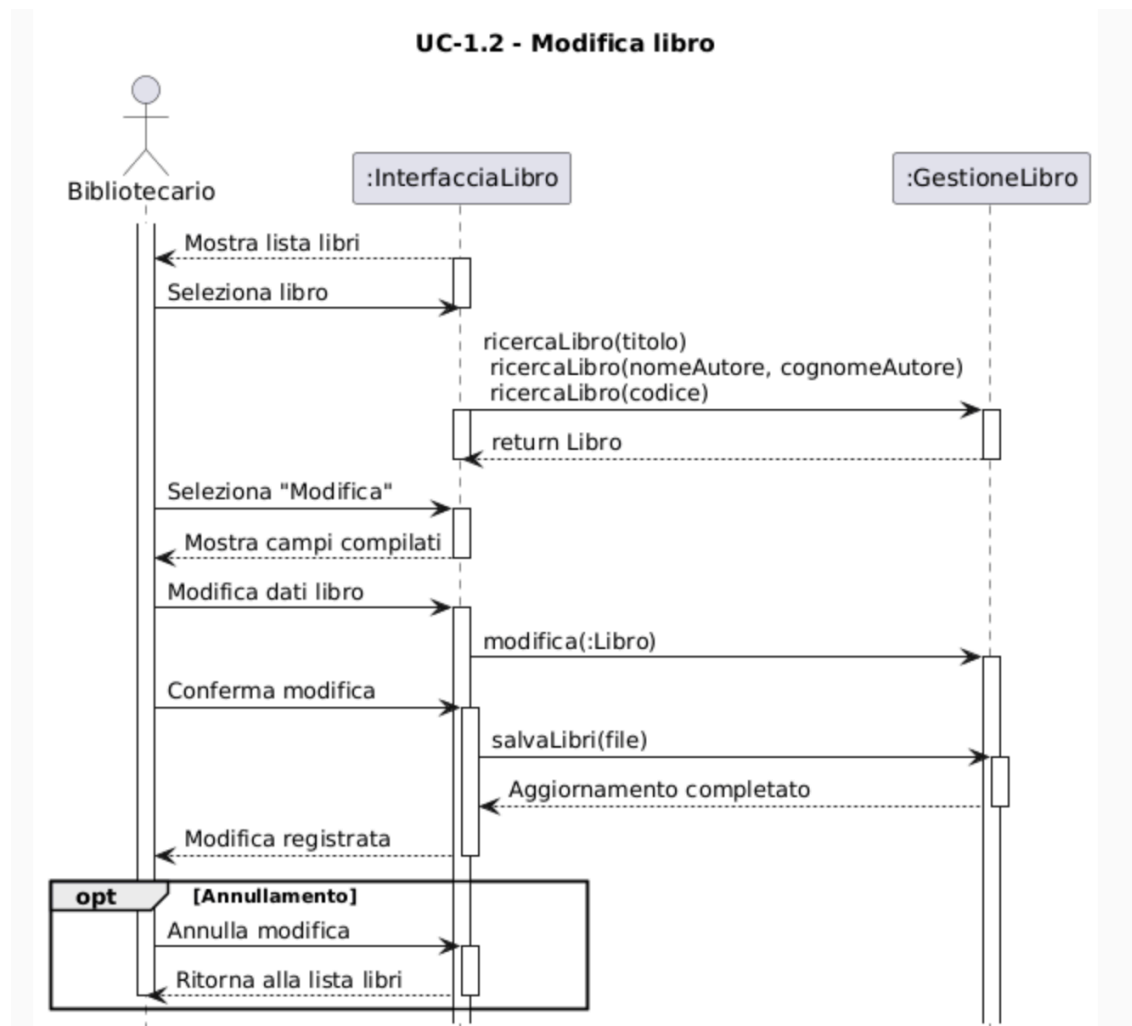 UC-1.2 - Modifica libro
Bibliotecario
:InterfacciaLibro
:GestioneLibro
Mostra lista libri
Seleziona libro
ricercaLibro(titolo)
ricercaLibro(nomeAutore, cognomeAutore)
ricercaLibro(codice)
return Libro
Seleziona "Modifica"
Mostra campi compilati
Modifica dati libro
modifica(:Libro)
Conferma modifica
salvaLibri(file)
Aggiornamento completato
Modifica registrata
opt [Annullamento]
Annulla modifica
Ritorna alla lista libri